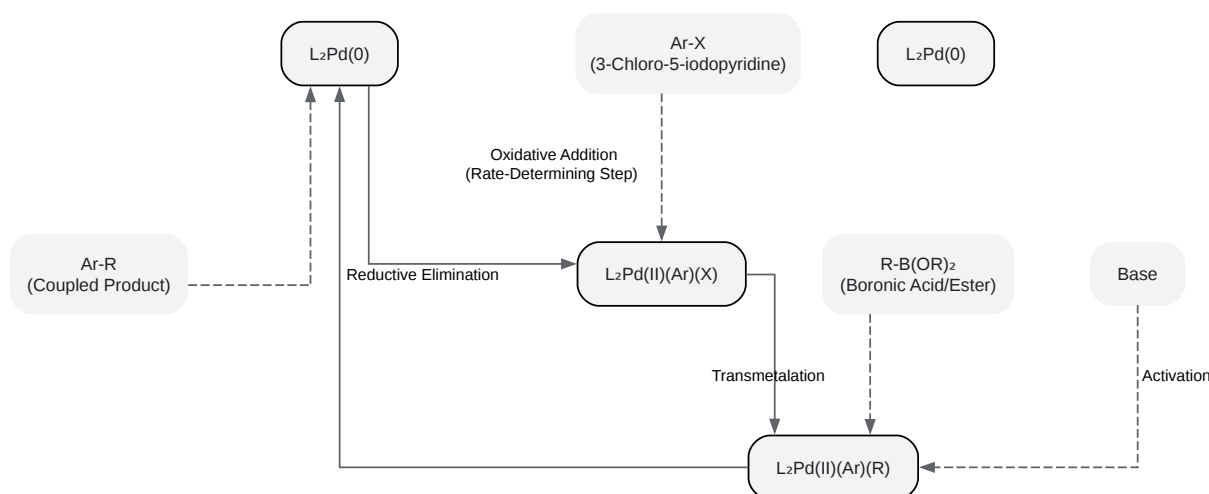 L₂Pd(0)
Ar-X
(3-Chloro-5-iodopyridine)
L₂Pd(0)
Oxidative Addition
(Rate-Determining Step)
Ar-R
(Coupled Product)
Reductive Elimination
L₂Pd(II)(Ar)(X)
R-B(OR)₂
(Boronic Acid/Ester)
Base
Transmetalation
Activation
L₂Pd(II)(Ar)(R)